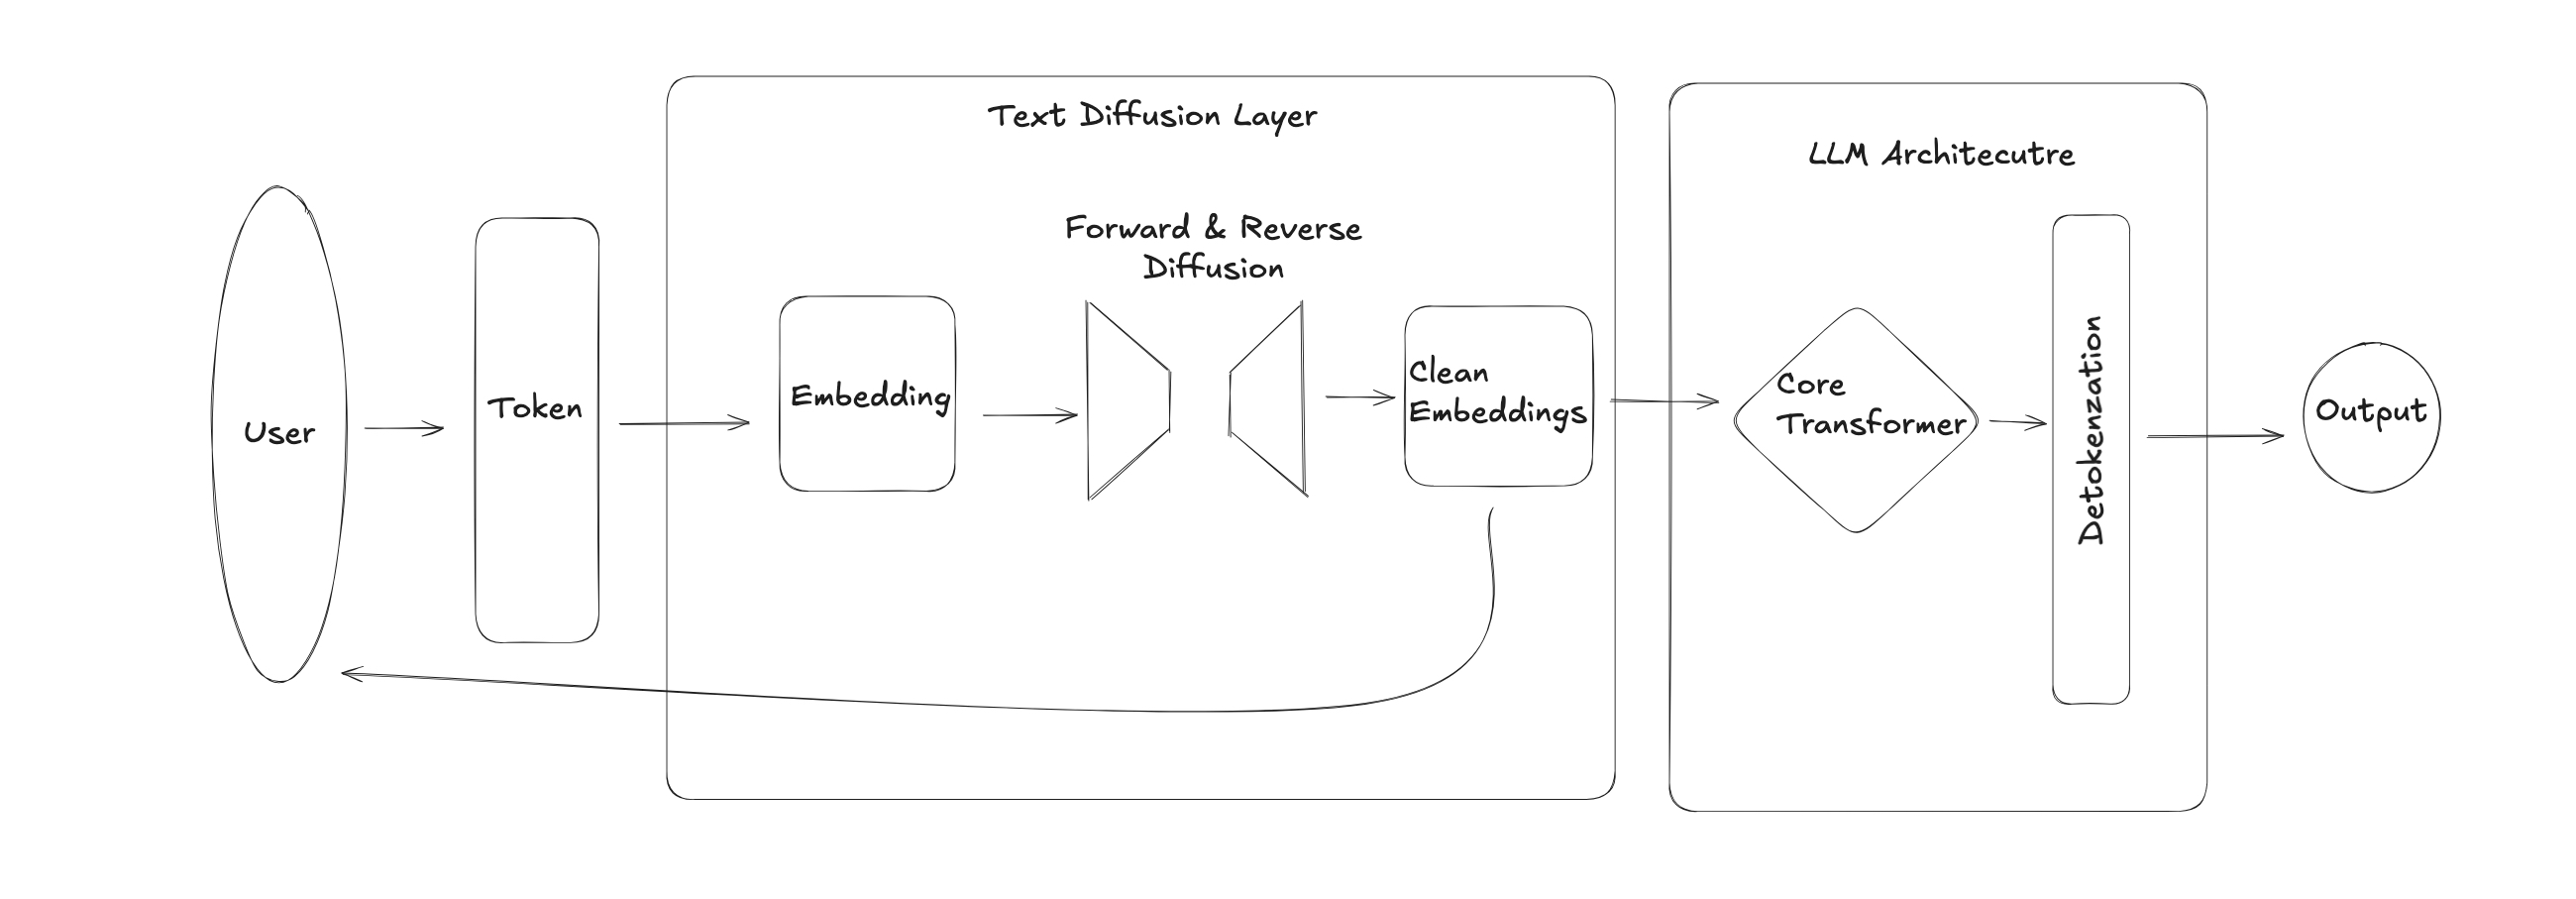 Text Diffusion Layer
LLM Architecutre
Forward & Reverse
Diffusion
User
Token
Embedding
Clean
Embeddings
Core
Transformer
Detokenzation
Output